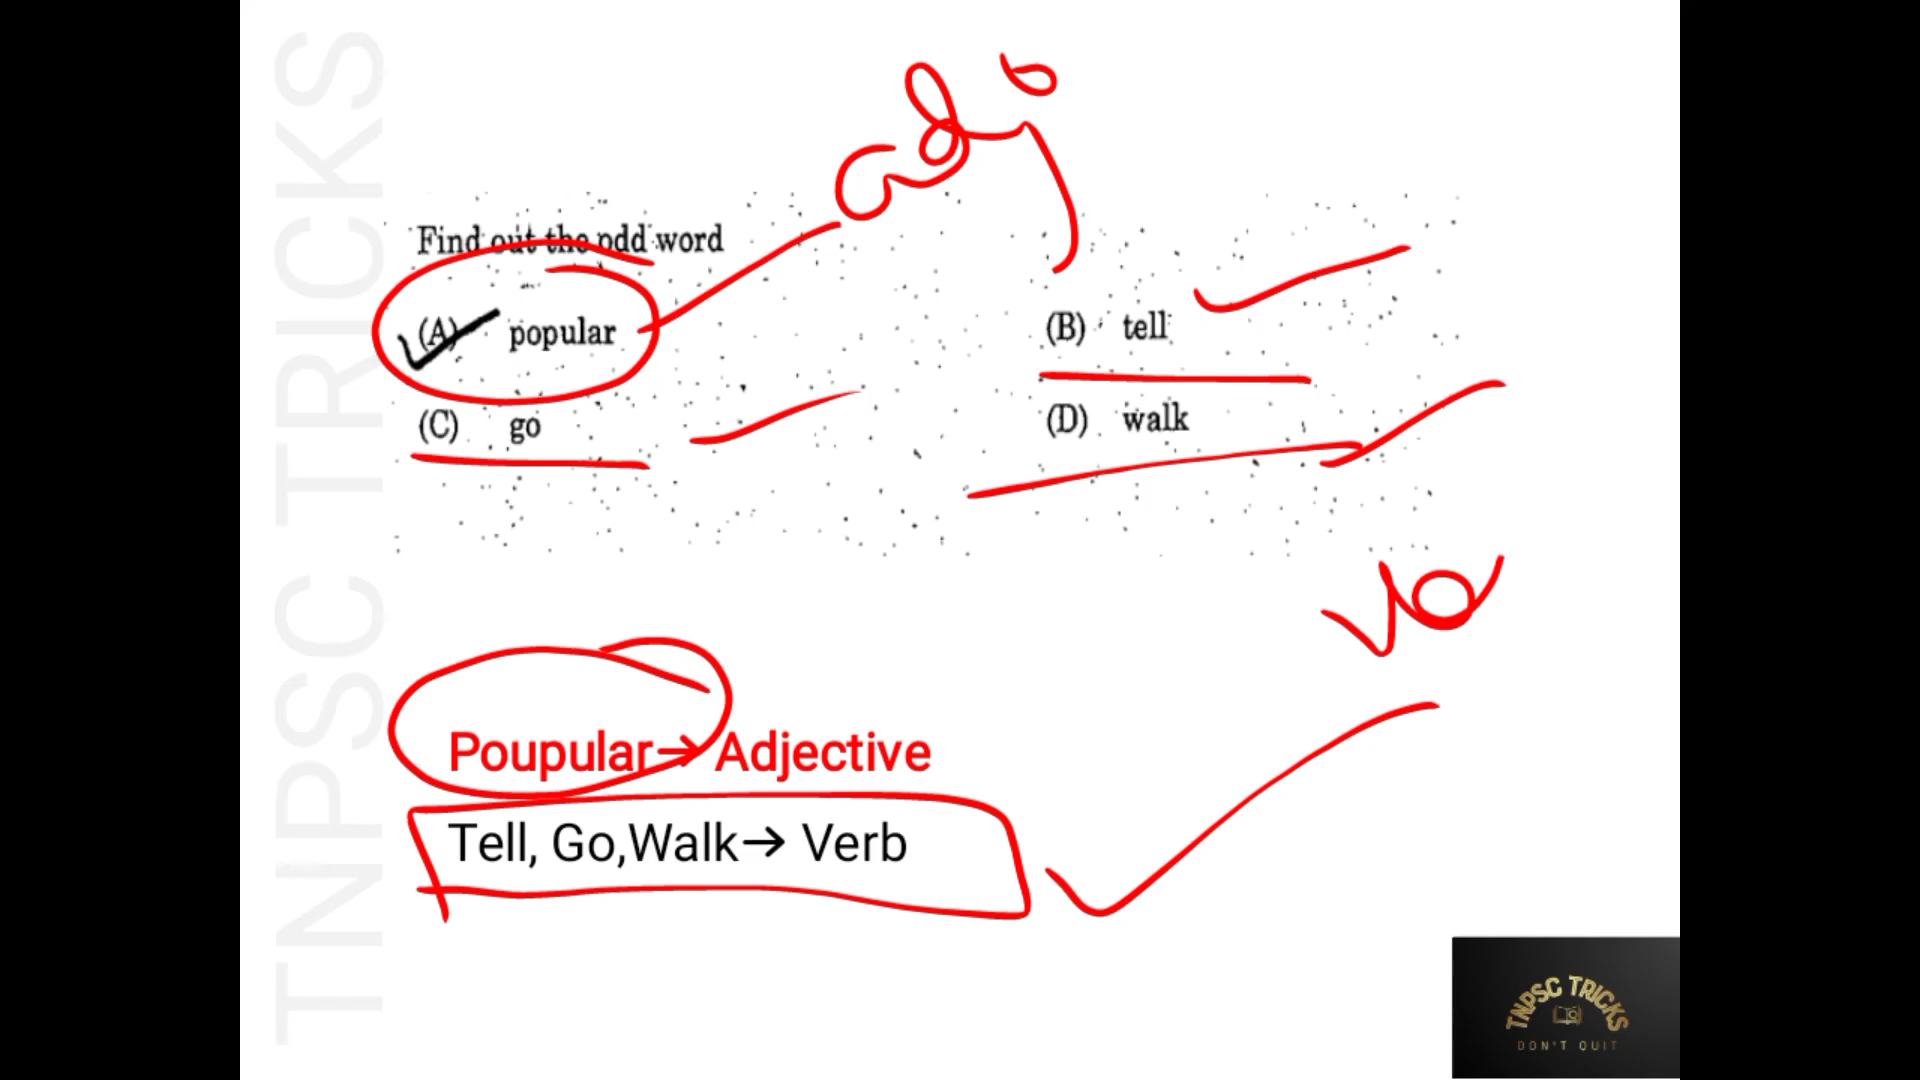 TNPSC TRICKS
adj
Find out the odd word
(A) popular
(B) tell
(C) go
(D) walk
Poupular→ Adjective
Tell, Go,Walk→ Verb
TNPSC TRICKS
DON'T QUIT